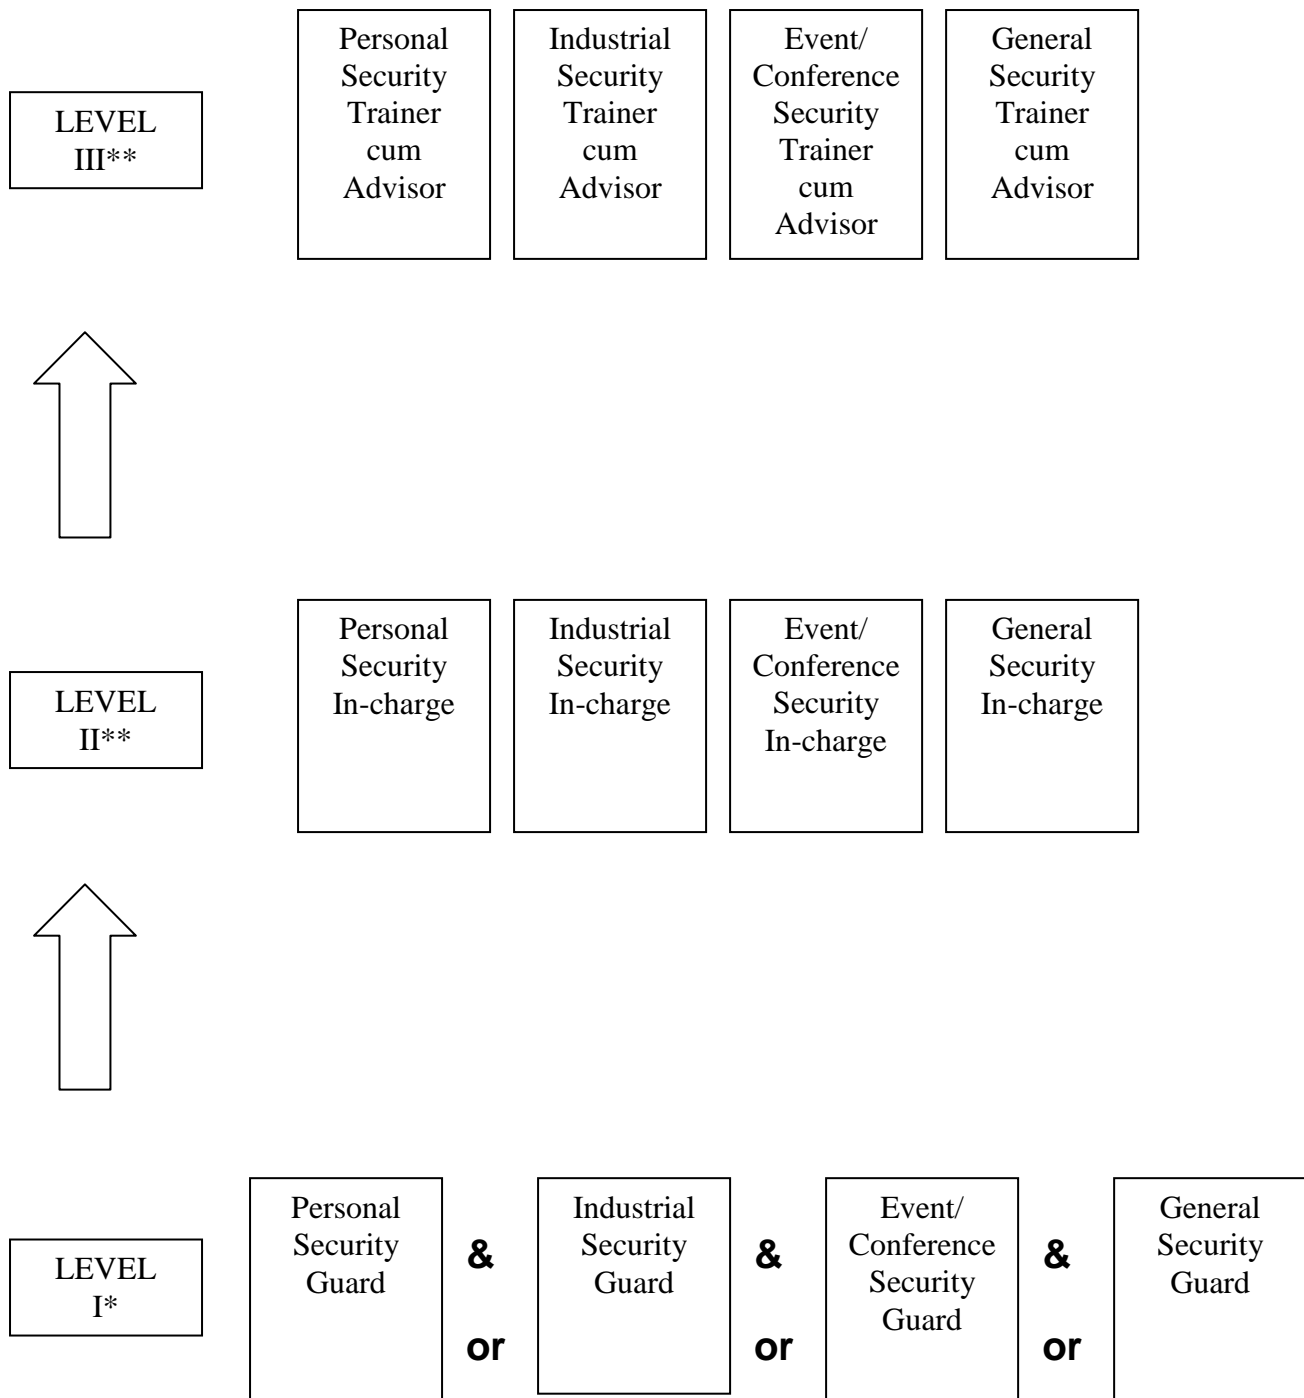 Personal
Security
Trainer
cum
Advisor
Industrial
Security
Trainer
cum
Advisor
Event/
Conference
Security
Trainer
cum
Advisor
General
Security
Trainer
cum
Advisor
LEVEL
III**
Personal
Security
In-charge
Industrial
Security
In-charge
Event/
Conference
Security
In-charge
General
Security
In-charge
LEVEL
II**
Personal
Security
Guard
&
or
Industrial
Security
Guard
&
or
Event/
Conference
Security
Guard
&
or
General
Security
Guard
LEVEL
I*